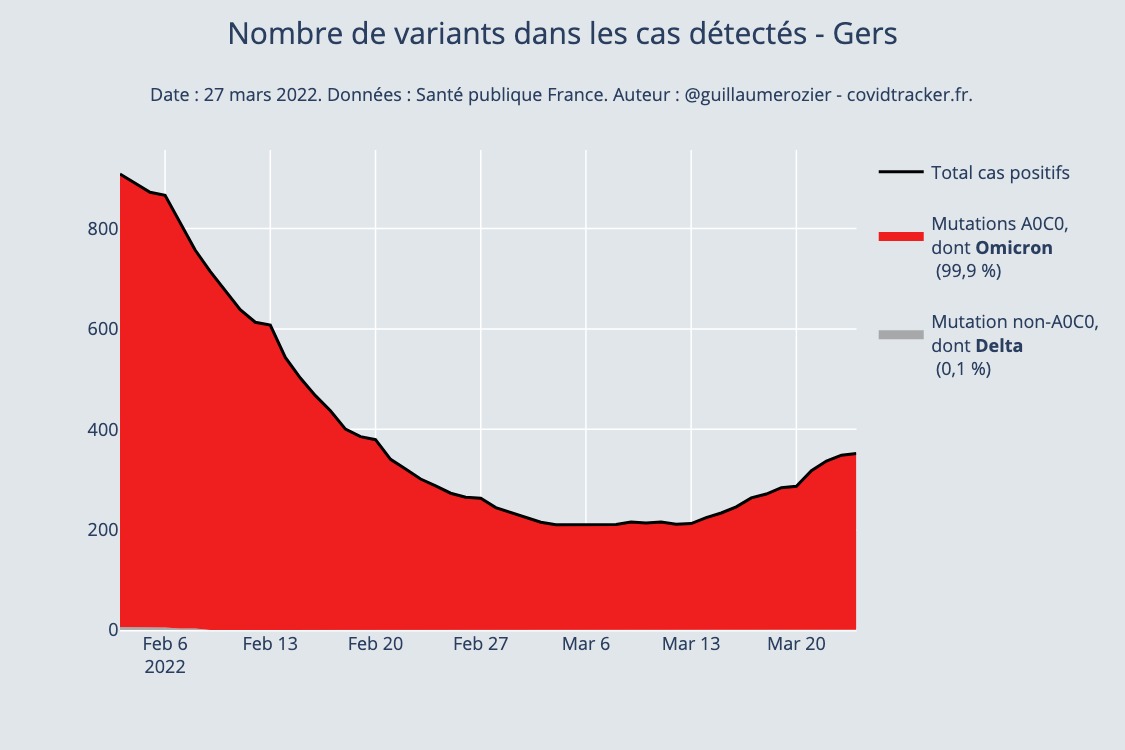 Nombre de variants dans les cas détectés - Gers
Date : 27 mars 2022. Données : Santé publique France. Auteur : @guillaumerozier - covidtracker.fr.
Total cas positifs
Mutations A0C0,
dont Omicron
(99,9 %)
Mutation non-A0C0,
dont Delta
(0,1 %)
800
600
400
200
0
Feb 6
2022
Feb 13
Feb 20
Feb 27
Mar 6
Mar 13
Mar 20